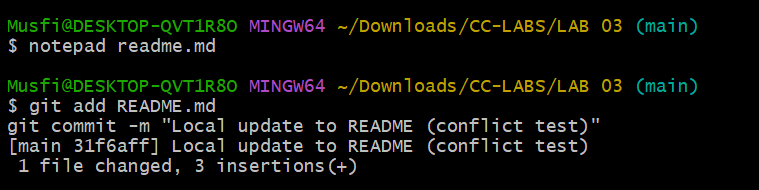 Musfi@DESKTOP-QVT1R8O MINGW64 ~/Downloads/CC-LABS/LAB 03 (main)
$ notepad readme.md
Musfi@DESKTOP-QVT1R8O MINGW64 ~/Downloads/CC-LABS/LAB 03 (main)
$ git add README.md
git commit -m "Local update to README (conflict test)"
[main 31f6aff] Local update to README (conflict test)
 1 file changed, 3 insertions(+)